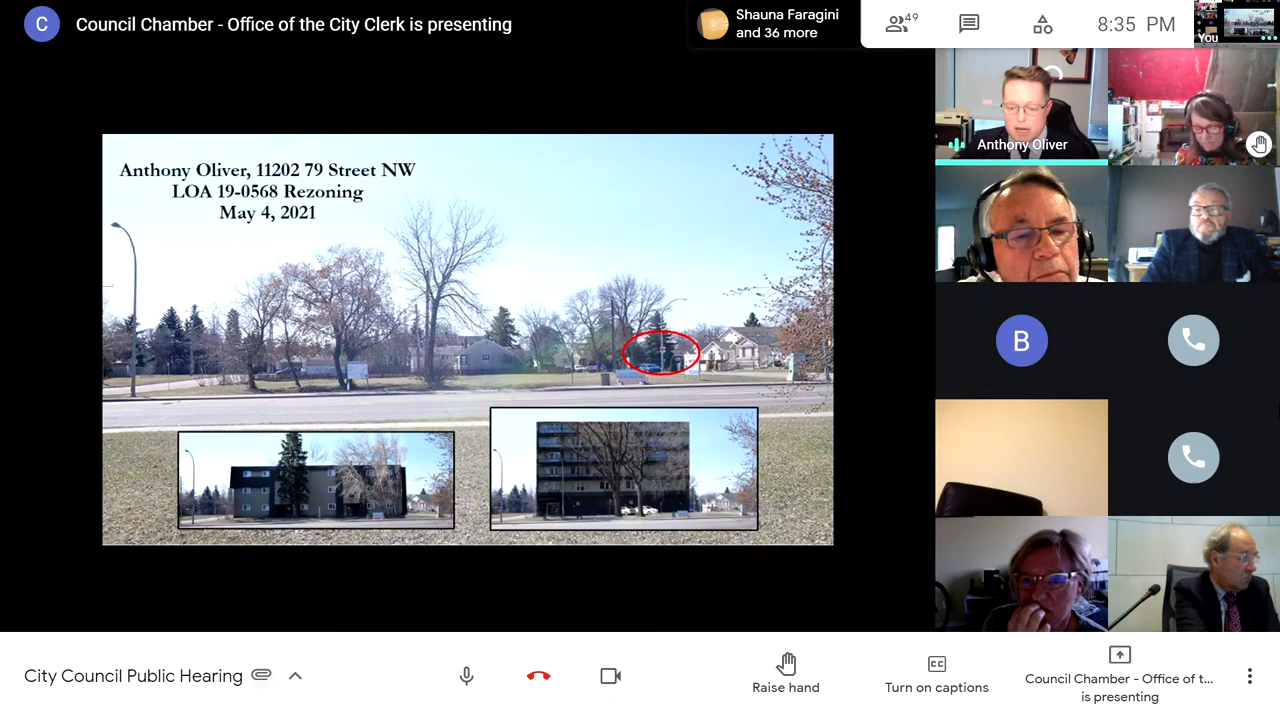 C
Council Chamber - Office of the City Clerk is presenting
Shauna Faragini
and 36 more
49
8:35 PM
You
Anthony Oliver, 11202 79 Street NW
LOA 19-0568 Rezoning
May 4, 2021
Anthony Oliver
B
City Council Public Hearing
Raise hand
CC
Turn on captions
Council Chamber - Office of t...
is presenting